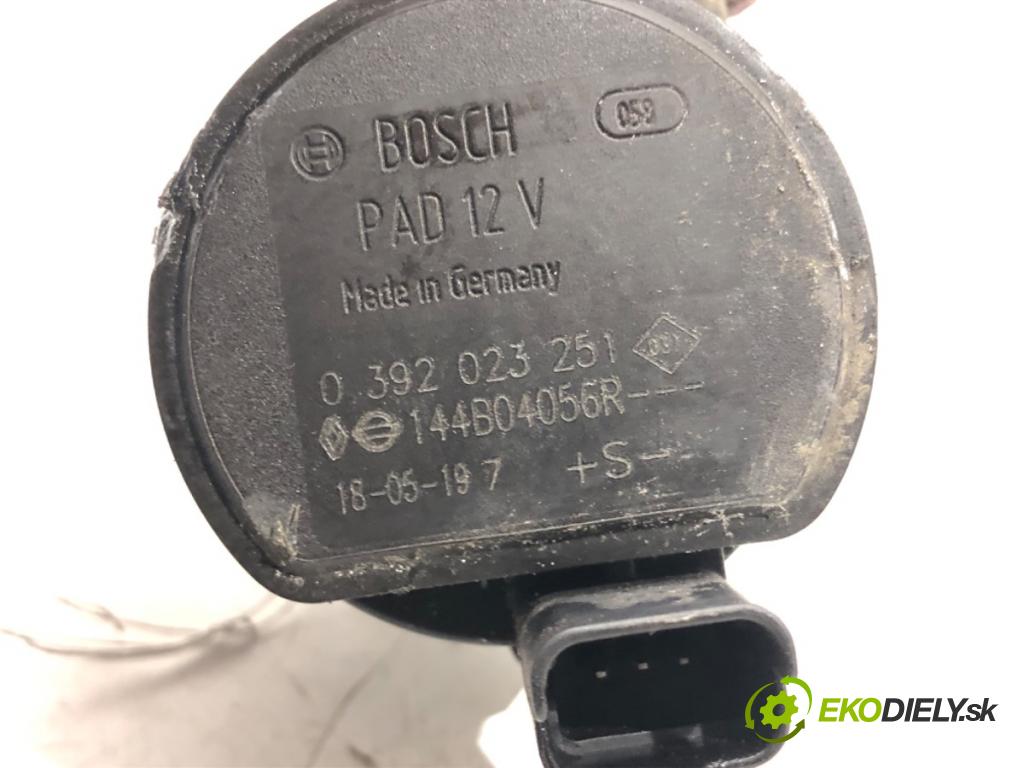 BOSCH
059
PAD 12 V
Made in Germany
0 392 023 251
144B04056R---
18-05-19 7
+S--
EKODIELY.sk